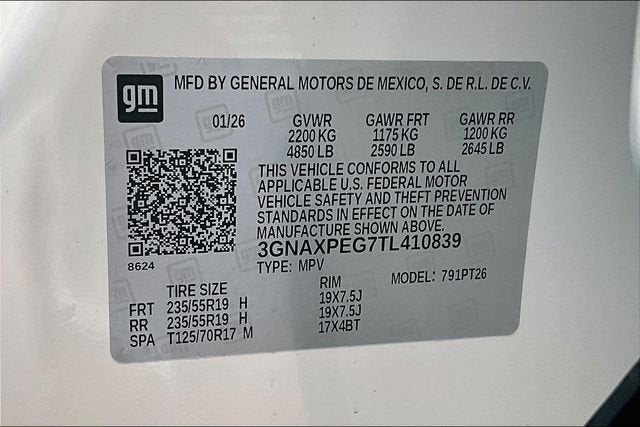 gm
MFD BY GENERAL MOTORS DE MEXICO, S. DE R.L. DE C.V.
01/26 GVWR GAWR FRT GAWR RR
2200 KG 1175 KG 1200 KG
4850 LB 2590 LB 2645 LB
THIS VEHICLE CONFORMS TO ALL
APPLICABLE U.S. FEDERAL MOTOR
VEHICLE SAFETY AND THEFT PREVENTION
STANDARDS IN EFFECT ON THE DATE OF
MANUFACTURE SHOWN ABOVE.
3GNAXPEG7TL410839
8624
TYPE: MPV MODEL: 791PT26
TIRE SIZE RIM
FRT 235/55R19 H 19X7.5J
RR 235/55R19 H 19X7.5J
SPA T125/70R17 M 17X4BT